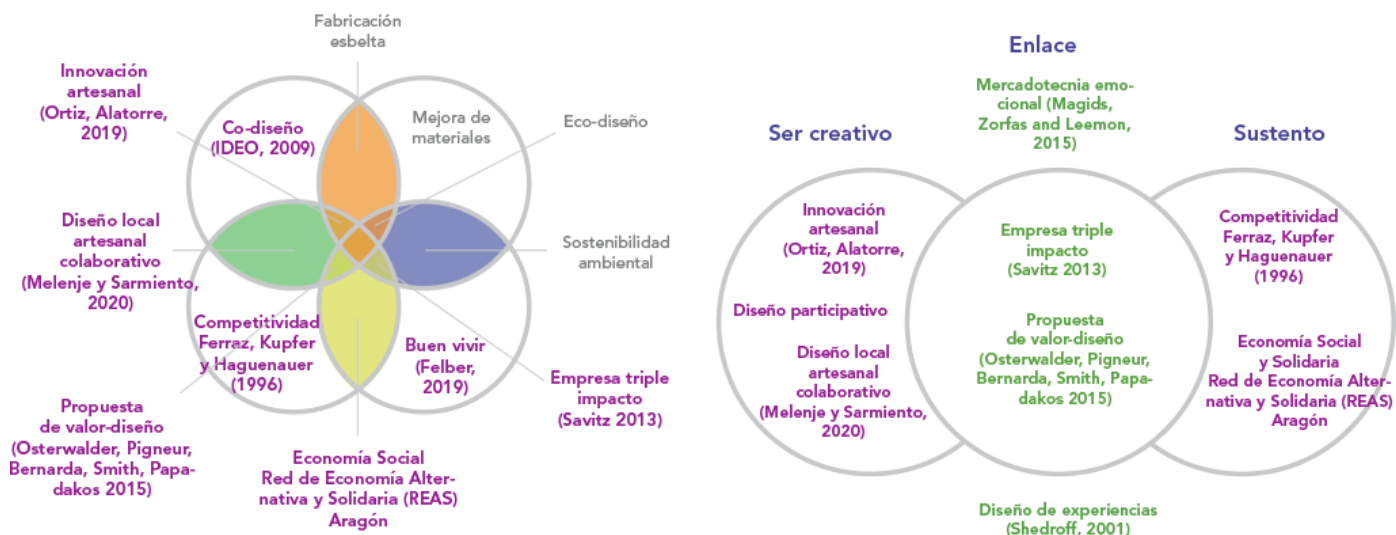 Fabricación
esbelta
Innovación
artesanal
(Ortiz, Alatorre,
2019)
Co-diseño
(IDEO, 2009)
Mejora de
materiales
Eco-diseño
Diseño local
artesanal
colaborativo
(Melenje y Sarmiento,
2020)
Sostenibilidad
ambiental
Competitividad
Ferraz, Kupfer
y Haguenauer
(1996)
Buen vivir
(Felber,
2019)
Empresa triple
impacto
(Savitz 2013)
Propuesta
de valor-diseño
(Osterwalder, Pigneur,
Bernarda, Smith, Papa-
dakos 2015)
Economía Social
Red de Economía Alter-
nativa y Solidaria (REAS)
Aragón
Enlace
Mercadotecnia emo-
cional (Magids,
Zorfas and Leemon,
2015)
Ser creativo
Sustento
Innovación
artesanal
(Ortiz, Alatorre,
2019)
Diseño participativo
Diseño local
artesanal
colaborativo
(Melenje y Sarmiento,
2020)
Empresa triple
impacto
(Savitz 2013)
Propuesta
de valor-diseño
(Osterwalder, Pigneur,
Bernarda, Smith, Papa-
dakos 2015)
Competitividad
Ferraz, Kupfer
y Haguenauer
(1996)
Economía Social
y Solidaria
Red de Economía Alter-
nativa y Solidaria (REAS)
Aragón
Diseño de experiencias
(Shedroff, 2001)